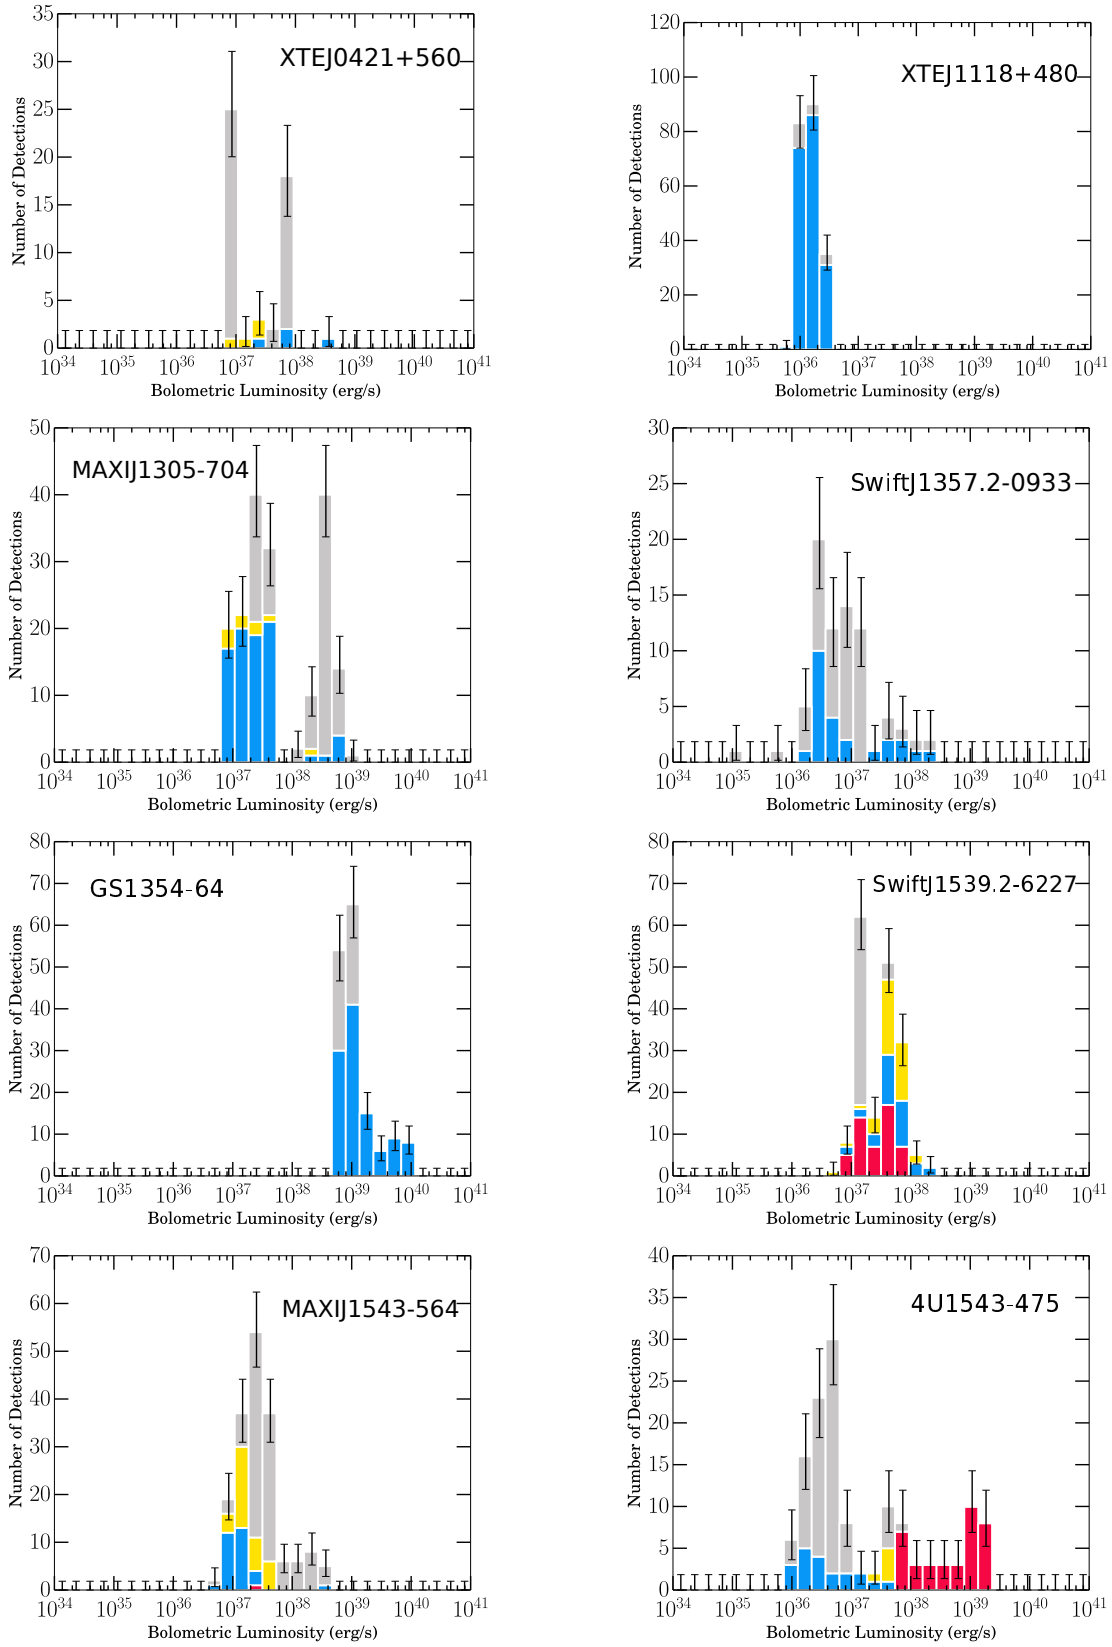 35
30
25
20
15
10
5
0
Number of Detections
XTEJ0421+560
10^34 10^35 10^36 10^37 10^38 10^39 10^40 10^41
Bolometric Luminosity (erg/s)
120
100
80
60
40
20
0
Number of Detections
XTEJ1118+480
10^34 10^35 10^36 10^37 10^38 10^39 10^40 10^41
Bolometric Luminosity (erg/s)
50
40
30
20
10
0
Number of Detections
MAXIJ1305-704
10^34 10^35 10^36 10^37 10^38 10^39 10^40 10^41
Bolometric Luminosity (erg/s)
30
25
20
15
10
5
0
Number of Detections
SwiftJ1357.2-0933
10^34 10^35 10^36 10^37 10^38 10^39 10^40 10^41
Bolometric Luminosity (erg/s)
80
70
60
50
40
30
20
10
0
Number of Detections
GS1354-64
10^34 10^35 10^36 10^37 10^38 10^39 10^40 10^41
Bolometric Luminosity (erg/s)
80
70
60
50
40
30
20
10
0
Number of Detections
SwiftJ1539.2-6227
10^34 10^35 10^36 10^37 10^38 10^39 10^40 10^41
Bolometric Luminosity (erg/s)
70
60
50
40
30
20
10
0
Number of Detections
MAXIJ1543-564
10^34 10^35 10^36 10^37 10^38 10^39 10^40 10^41
Bolometric Luminosity (erg/s)
40
35
30
25
20
15
10
5
0
Number of Detections
4U1543-475
10^34 10^35 10^36 10^37 10^38 10^39 10^40 10^41
Bolometric Luminosity (erg/s)